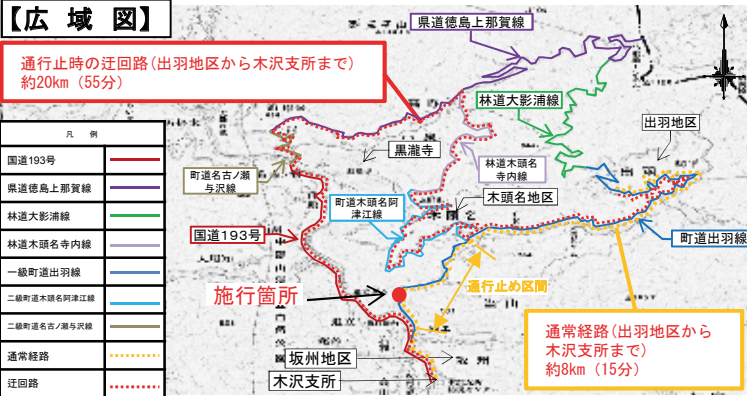 【広 域 図】
通行止時の迂回路(出羽地区から木沢支所まで)
約20km (55分)
県道徳島上那賀線
林道大影浦線
出羽地区
黒瀧寺
林道木頭名
寺内線
町道名古ノ瀬
与沢線
町道木頭名阿
津江線
木頭名地区
国道193号
町道出羽線
通行止め区間
施行箇所
通常経路(出羽地区から
木沢支所まで)
約8km (15分)
坂州地区
木沢支所
凡 例
国道193号
県道徳島上那賀線
林道大影浦線
林道木頭名寺内線
一級町道出羽線
二級町道木頭名阿津江線
二級町道名古ノ瀬与沢線
通常経路
迂回路